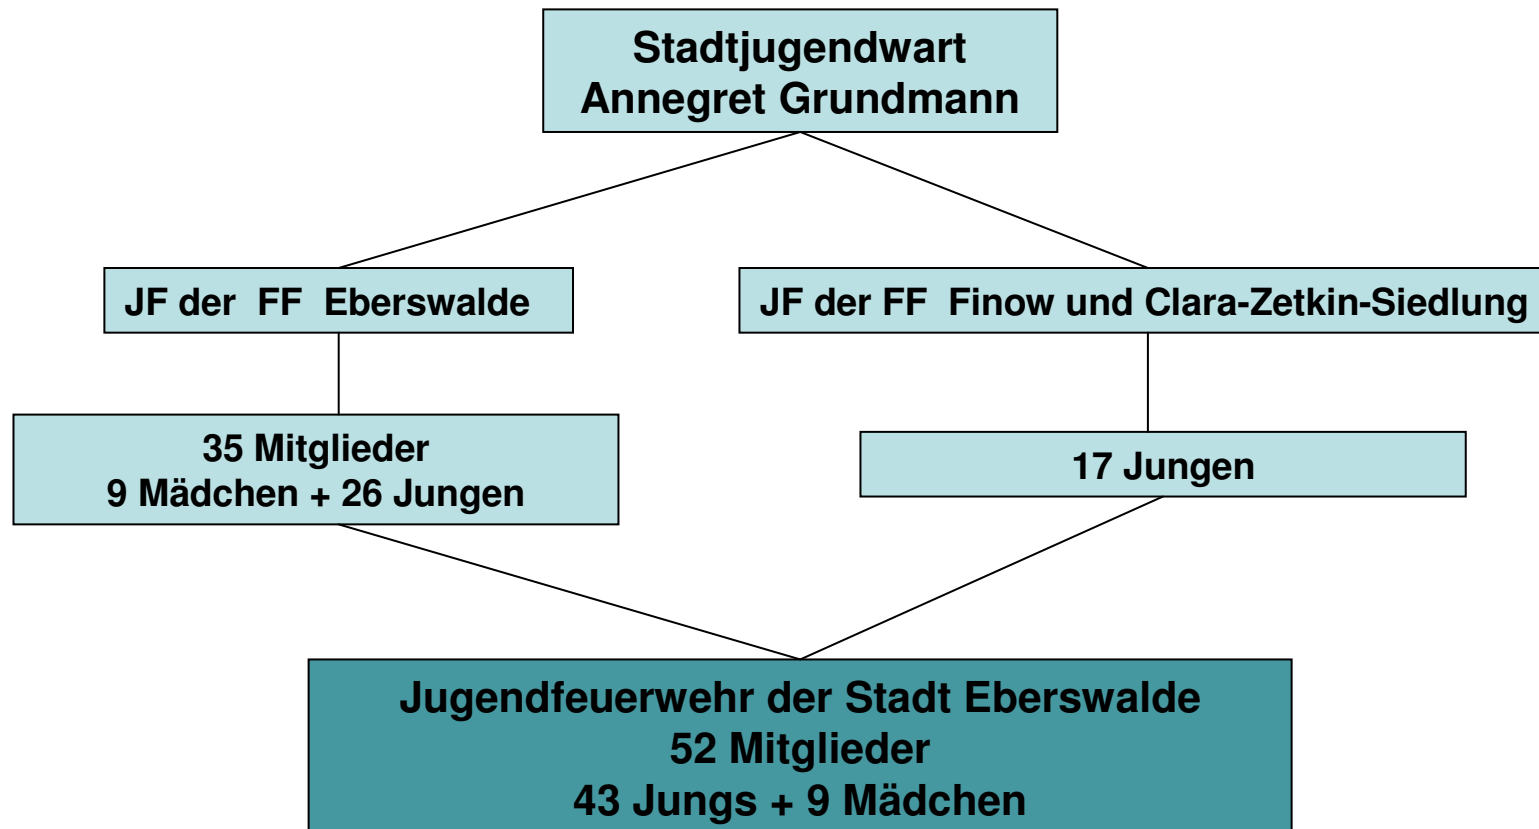 Stadtjugendwart
Annegret Grundmann
JF der  FF  Eberswalde
JF der FF  Finow und Clara-Zetkin-Siedlung
35 Mitglieder
9 Mädchen + 26 Jungen
17 Jungen
Jugendfeuerwehr der Stadt Eberswalde
52 Mitglieder
43 Jungs + 9 Mädchen